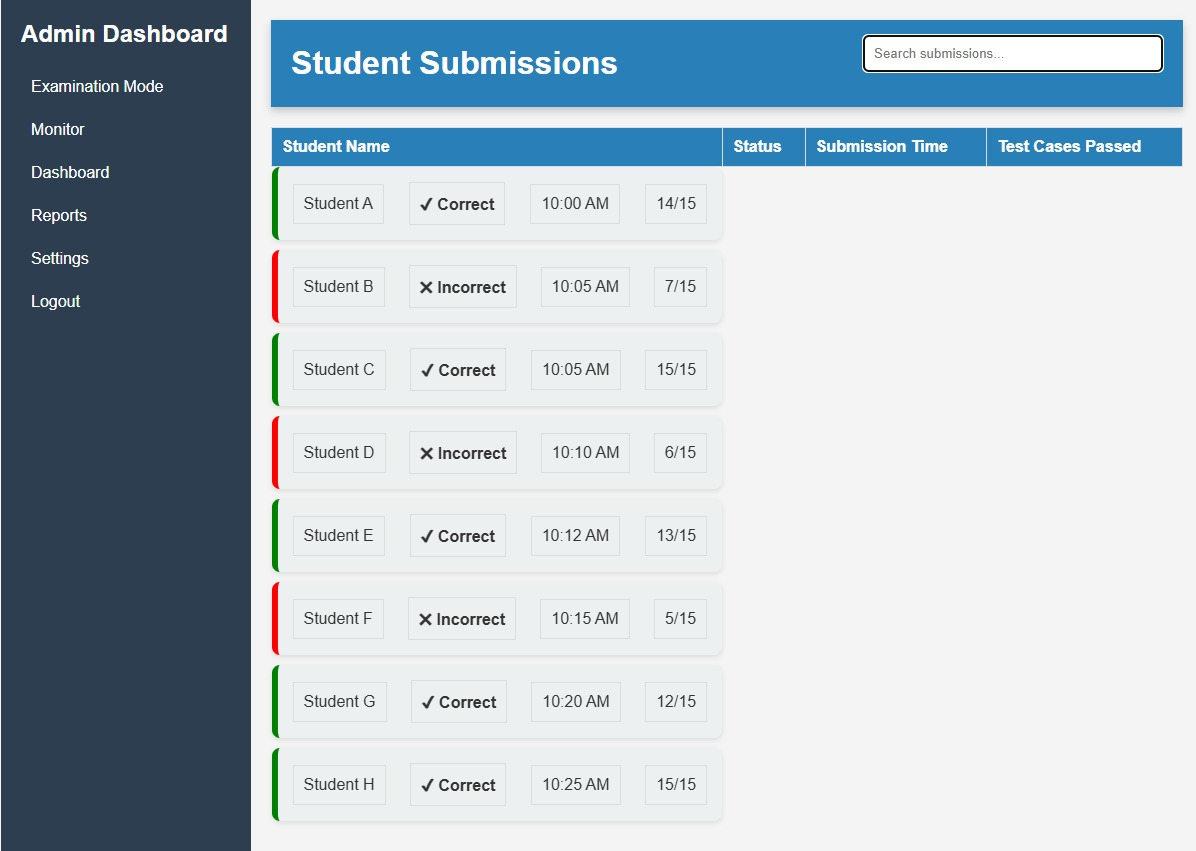 Admin Dashboard
Examination Mode
Monitor
Dashboard
Reports
Settings
Logout
Student Submissions
Search submissions...
Student Name Status Submission Time Test Cases Passed
Student A ✔ Correct 10:00 AM 14/15
Student B ✕ Incorrect 10:05 AM 7/15
Student C ✔ Correct 10:05 AM 15/15
Student D ✕ Incorrect 10:10 AM 6/15
Student E ✔ Correct 10:12 AM 13/15
Student F ✕ Incorrect 10:15 AM 5/15
Student G ✔ Correct 10:20 AM 12/15
Student H ✔ Correct 10:25 AM 15/15